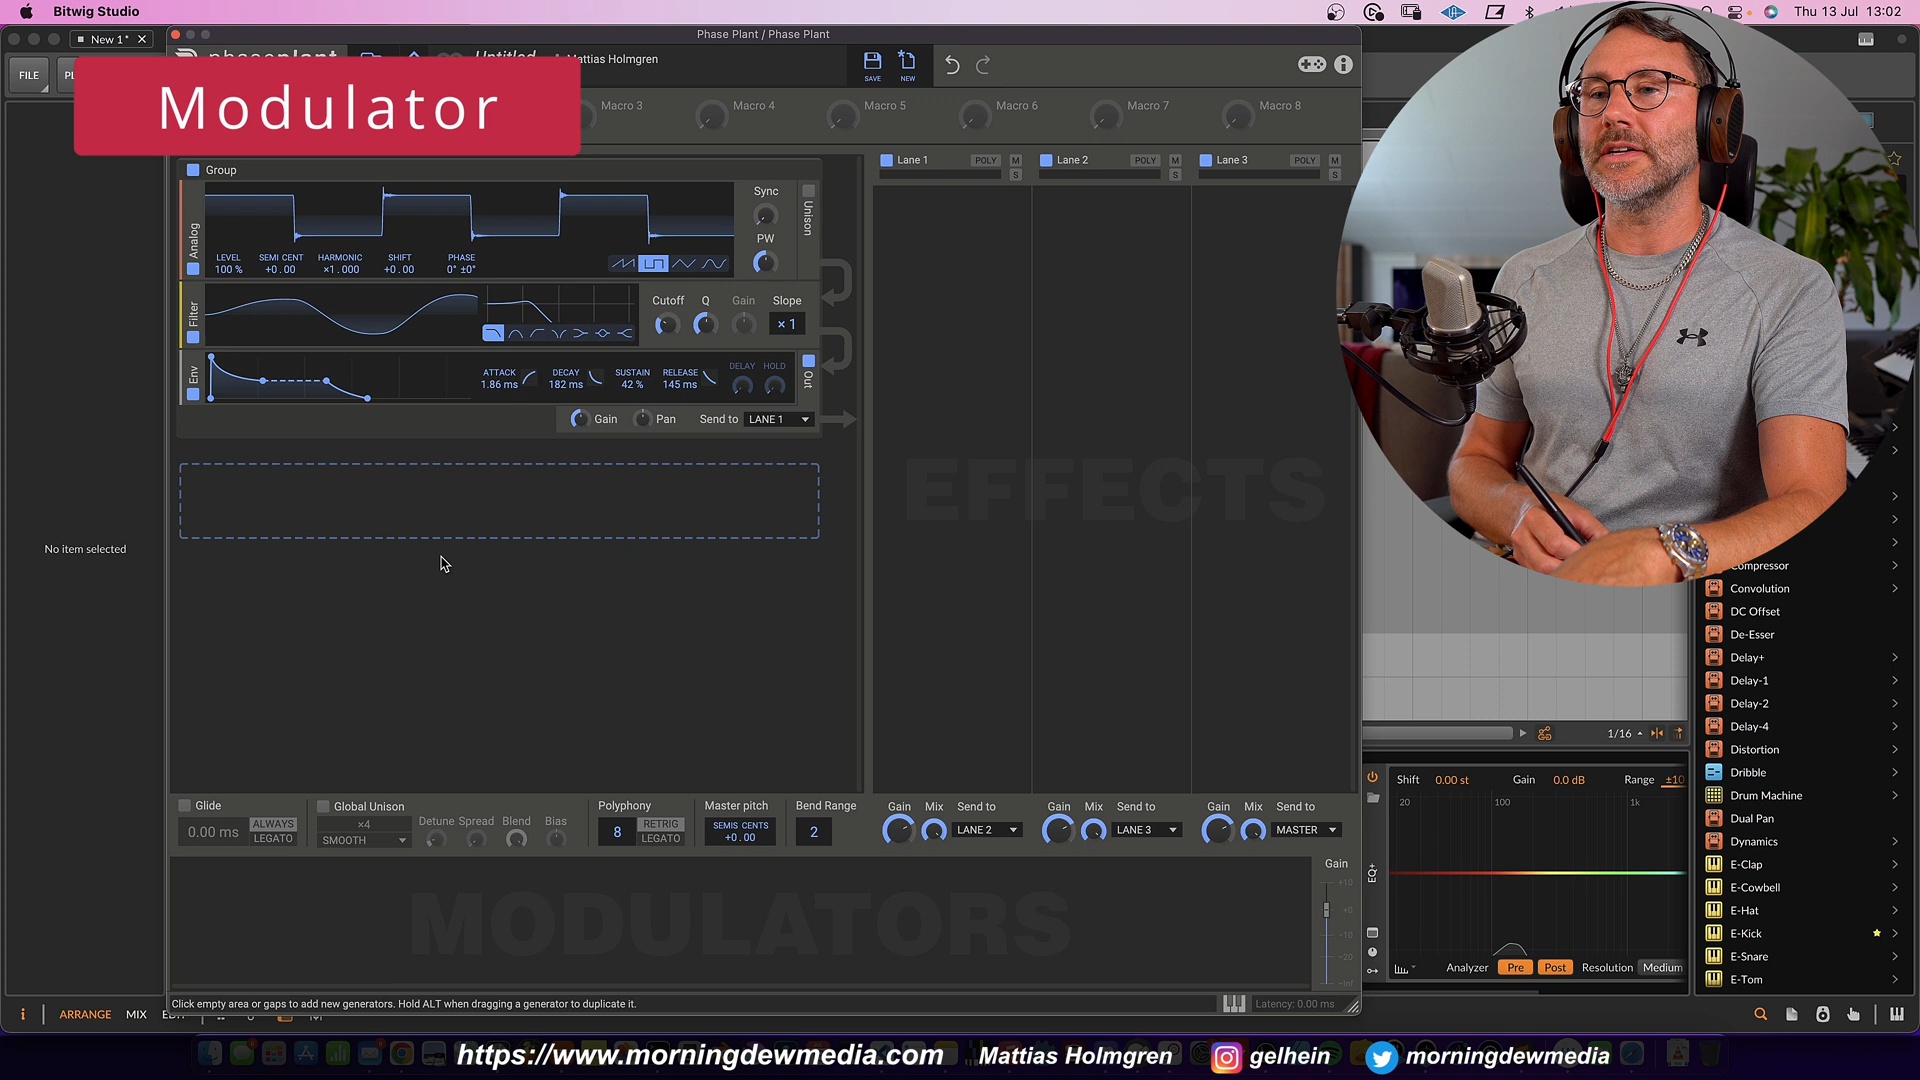 Bitwig Studio
Thu 13 Jul 13:02
New 1*
Phase Plant / Phase Plant
FILE
Untitled
Mattias Holmgren
SAVE
NEW
Modulator
Macro 3
Macro 4
Macro 5
Macro 6
Macro 7
Macro 8
Group
Lane 1
POLY
M
S
Lane 2
POLY
M
S
Lane 3
POLY
M
S
Analog
LEVEL
100 %
SEMI CENT
+0.00
HARMONIC
×1.000
SHIFT
+0.00
PHASE
0° ±0°
Sync
PW
Unison
Filter
Cutoff
Q
Gain
Slope
× 1
Env
ATTACK
1.86 ms
DECAY
182 ms
SUSTAIN
42 %
RELEASE
145 ms
DELAY
HOLD
Out
Gain
Pan
Send to
LANE 1
EFFECTS
No item selected
Compressor
Convolution
DC Offset
De-Esser
Delay+
Delay-1
Delay-2
Delay-4
Distortion
Dribble
Drum Machine
Dual Pan
Dynamics
E-Clap
E-Cowbell
E-Hat
E-Kick
E-Snare
E-Tom
1/16
Shift
0.00 st
Gain
0.0 dB
Range
±10
20
100
1k
EQ+
Analyzer
Pre
Post
Resolution
Medium
Glide
0.00 ms
ALWAYS
LEGATO
Global Unison
×4
SMOOTH
Detune
Spread
Blend
Bias
Polyphony
8
RETRIG
LEGATO
Master pitch
SEMIS CENTS
+0.00
Bend Range
2
Gain
Mix
Send to
LANE 2
Gain
Mix
Send to
LANE 3
Gain
Mix
Send to
MASTER
MODULATORS
Gain
+10
+0
-10
-20
-inf
Click empty area or gaps to add new generators. Hold ALT when dragging a generator to duplicate it.
Latency: 0.00 ms
ARRANGE
MIX
https://www.morningdewmedia.com
Mattias Holmgren
gelhein
morningdewmedia